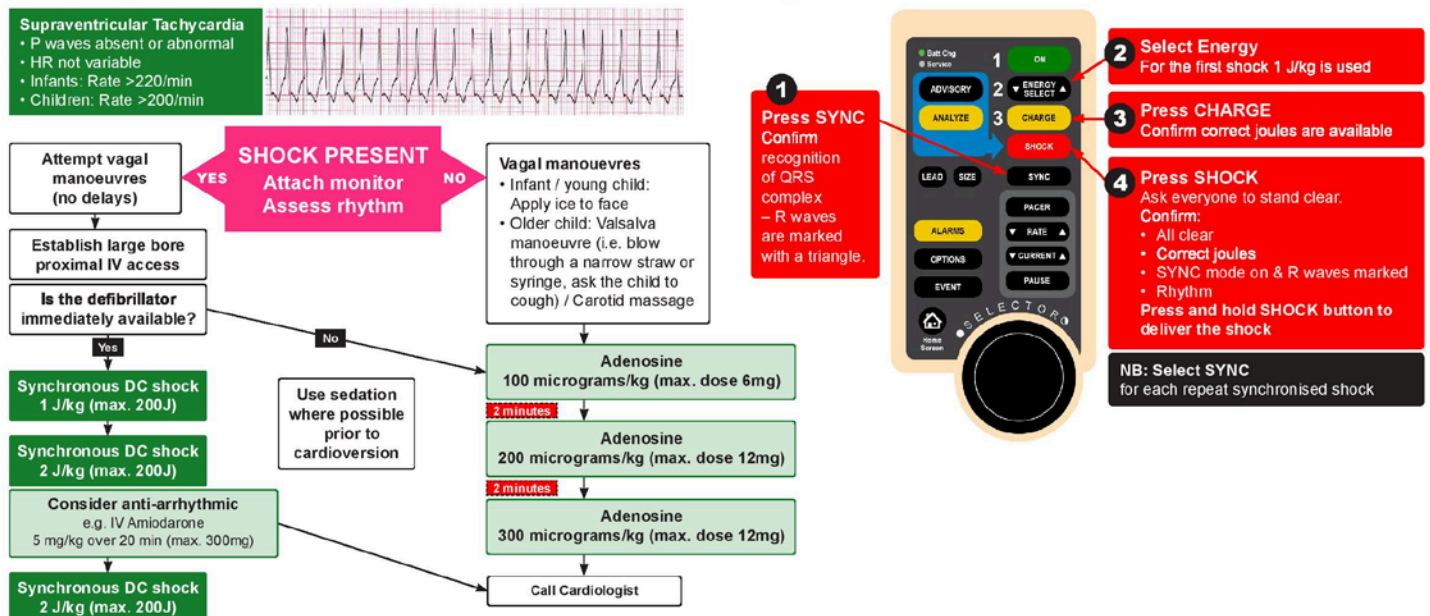 Supraventricular Tachycardia
• P waves absent or abnormal
• HR not variable
• Infants: Rate >220/min
• Children: Rate >200/min
SHOCK PRESENT
Attach monitor
Assess rhythm
YES
NO
Attempt vagal
manoeuvres
(no delays)
Establish large bore
proximal IV access
Is the defibrillator
immediately available?
Yes
No
Synchronous DC shock
1 J/kg (max. 200J)
Synchronous DC shock
2 J/kg (max. 200J)
Consider anti-arrhythmic
e.g. IV Amiodarone
5 mg/kg over 20 min (max. 300mg)
Synchronous DC shock
2 J/kg (max. 200J)
Use sedation
where possible
prior to
cardioversion
Vagal manouevres
• Infant / young child:
Apply ice to face
• Older child: Valsalva
manoeuvre (i.e. blow
through a narrow straw or
syringe, ask the child to
cough) / Carotid massage
Adenosine
100 micrograms/kg (max. dose 6mg)
2 minutes
Adenosine
200 micrograms/kg (max. dose 12mg)
2 minutes
Adenosine
300 micrograms/kg (max. dose 12mg)
Call Cardiologist
1
Press SYNC
Confirm
recognition
of QRS
complex
– R waves
are marked
with a triangle.
Batt Chg
Service
1 ON
ADVISORY
2 ▼ ENERGY SELECT ▲
ANALYZE
3 CHARGE
SHOCK
LEAD SIZE
SYNC
PACER
ALARMS
▼ RATE ▲
OPTIONS
▼ CURRENT ▲
EVENT
PAUSE
SELECTOR
Home
Screen
2
Select Energy
For the first shock 1 J/kg is used
3
Press CHARGE
Confirm correct joules are available
4
Press SHOCK
Ask everyone to stand clear.
Confirm:
• All clear
• Correct joules
• SYNC mode on & R waves marked
• Rhythm
Press and hold SHOCK button to
deliver the shock
NB: Select SYNC
for each repeat synchronised shock